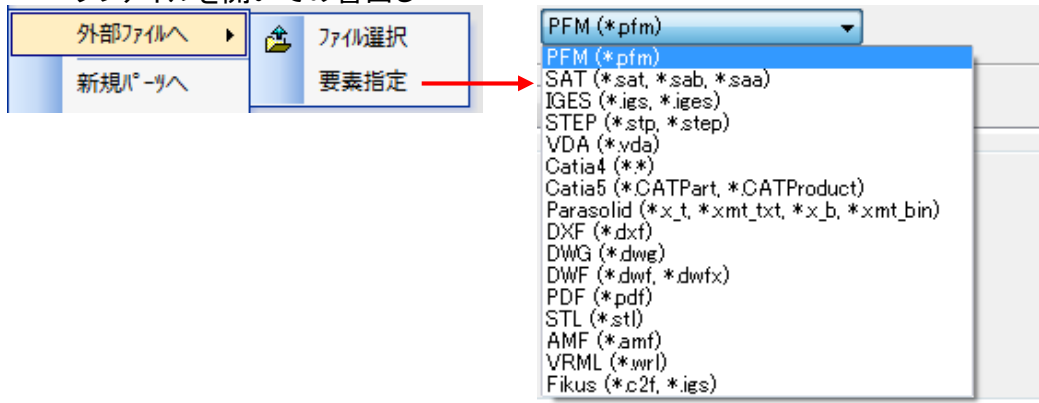 外部ファイルへ
ファイル選択
新規パーツへ
要素指定
PFM (*.pfm)
PFM (*.pfm)
SAT (*.sat, *.sab, *.saa)
IGES (*.igs, *.iges)
STEP (*.stp, *.step)
VDA (*.vda)
Catia4 (*.*)
Catia5 (*.CATPart, *.CATProduct)
Parasolid (*.x_t, *.xmt_txt, *.x_b, *.xmt_bin)
DXF (*.dxf)
DWG (*.dwg)
DWF (*.dwf, *.dwfx)
PDF (*.pdf)
STL (*.stl)
AMF (*.amf)
VRML (*.wrl)
Fikus (*.c2f, *.igs)